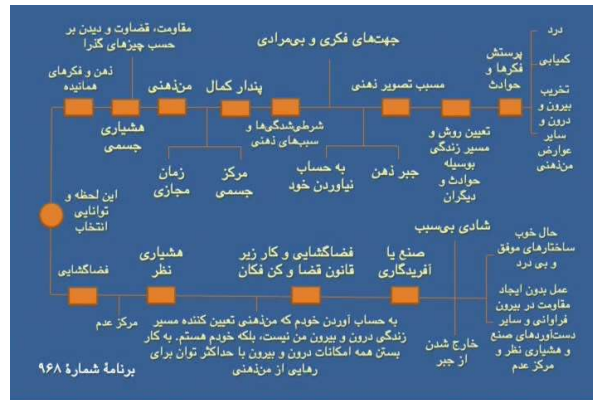 درد
کمیابی
تخریب
بیرون و
درون و
سایر
عوارض
من‌ذهنی
پرستش
فکرها و
حوادث
مسبب تصویر ذهنی
تعیین روش و
مسیر زندگی
بوسیله
حوادث و
دیگران
جهت‌های فکری و بی‌مرادی
جبر ذهن
به حساب
نیاوردن خود
شرطی‌شدگی‌ها و
سبب‌های ذهنی
پندار کمال
مرکز
جسمی
زمان
مجازی
من‌ذهنی
مقاومت، قضاوت و دیدن بر
حسب چیزهای گذرا
هشیاری
جسمی
ذهن و فکرهای
همانیده
این لحظه و
توانایی
انتخاب
فضاگشایی
مرکز عدم
هشیاری
نظر
فضاگشایی و کار زیر
قانون قضا و کن فکان
به حساب آوردن خودم که من‌ذهنی تعیین کننده مسیر
زندگی درون و بیرون من نیست، بلکه خودم هستم. به کار
بستن همه امکانات درون و بیرون با حداکثر توان برای
رهایی از من‌ذهنی
صنع یا
آفریدگاری
شادی بی‌سبب
خارج شدن
از جبر
حال خوب
ساختارهای موفق
و بی درد
عمل بدون ایجاد
مقاومت در بیرون
فراوانی و سایر
دست‌آوردهای صنع
و هشیاری نظر و
مرکز عدم
برنامهٔ شمارهٔ ۹۶۸